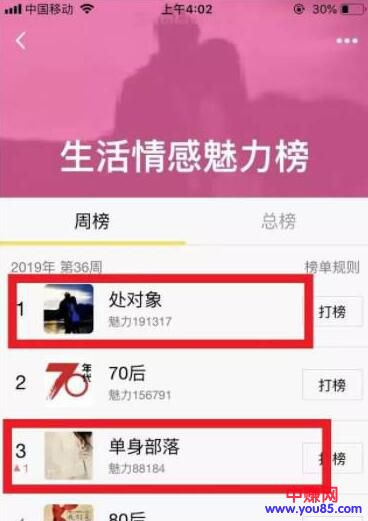 中国移动
上午4:02
30%
生活情感魅力榜
周榜
总榜
2019年 第36周
榜单规则
1
处对象
魅力191317
打榜
2
70年代
70后
魅力156791
打榜
3
1
单身部落
魅力88184
打榜
80后
中赚网
www.you85.com